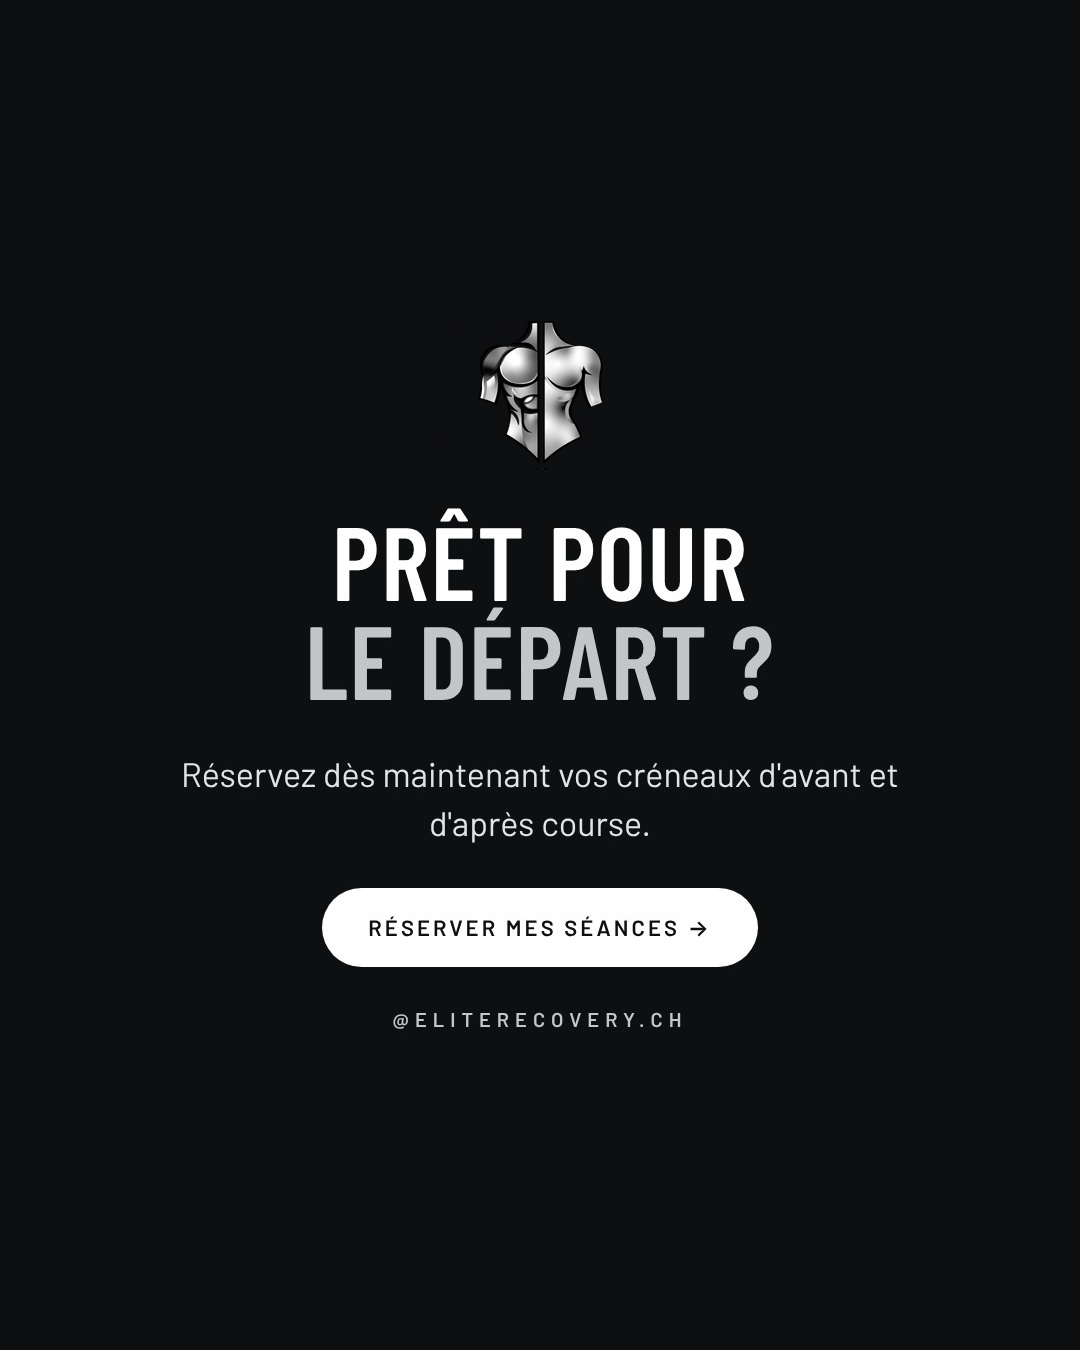 PRÊT POUR
LE DÉPART ?
Réservez dès maintenant vos créneaux d'avant et
d'après course.
RÉSERVER MES SÉANCES →
@ELITERECOVERY.CH